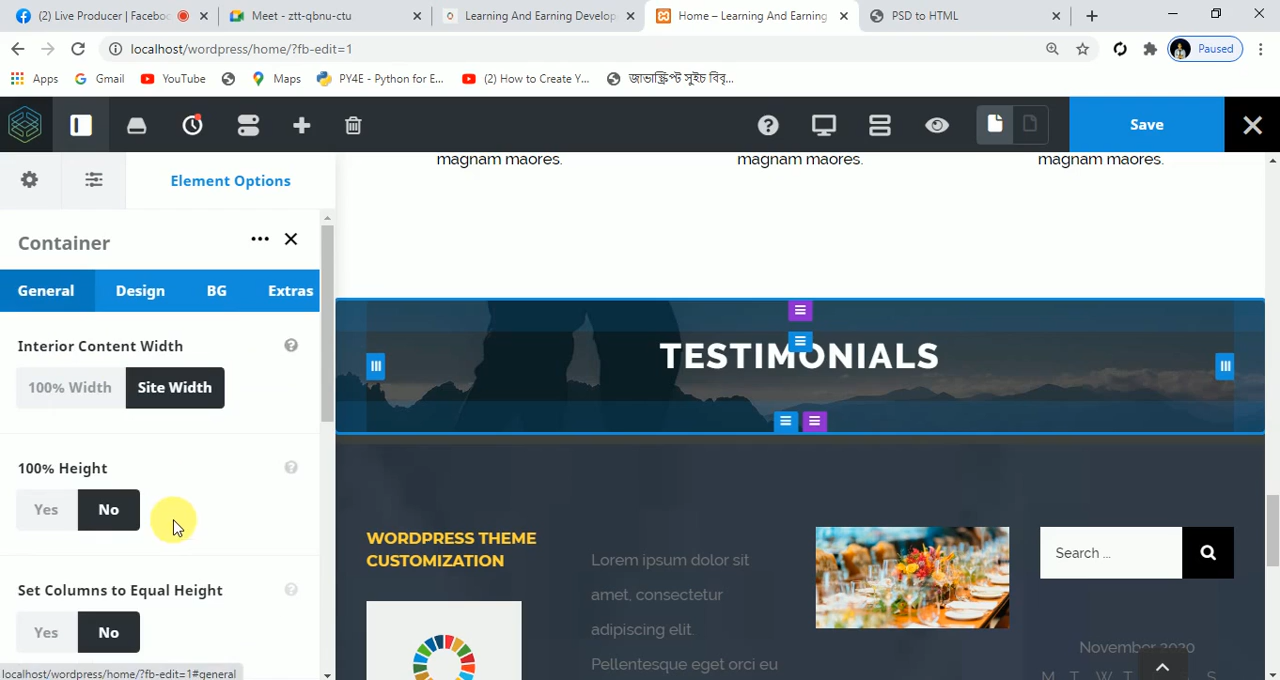 (2) Live Producer | Faceboo
Meet - ztt-qbnu-ctu
Learning And Earning Develop
Home – Learning And Earning
PSD to HTML
localhost/wordpress/home/?fb-edit=1
Paused
Apps
Gmail
YouTube
Maps
PY4E - Python for E...
(2) How to Create Y...
জাভাস্ক্রিপ্ট সুইচ বিবৃ...
Save
Element Options
magnam maores.
magnam maores.
magnam maores.
Container
General
Design
BG
Extras
Interior Content Width
100% Width
Site Width
100% Height
Yes
No
Set Columns to Equal Height
Yes
No
localhost/wordpress/home/?fb-edit=1#general
TESTIMONIALS
WORDPRESS THEME
CUSTOMIZATION
Lorem ipsum dolor sit
amet, consectetur
adipiscing elit.
Pellentesque eget orci eu
Search ...
November 2020
M T W T S